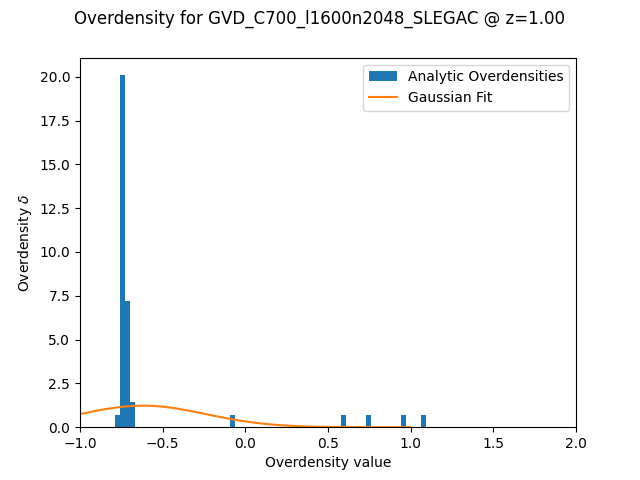 Overdensity for GVD_C700_l1600n2048_SLEGAC @ z=1.00
Analytic Overdensities
Gaussian Fit
20.0
17.5
15.0
12.5
10.0
7.5
5.0
2.5
0.0
Overdensity δ
−1.0 −0.5 0.0 0.5 1.0 1.5 2.0
Overdensity value